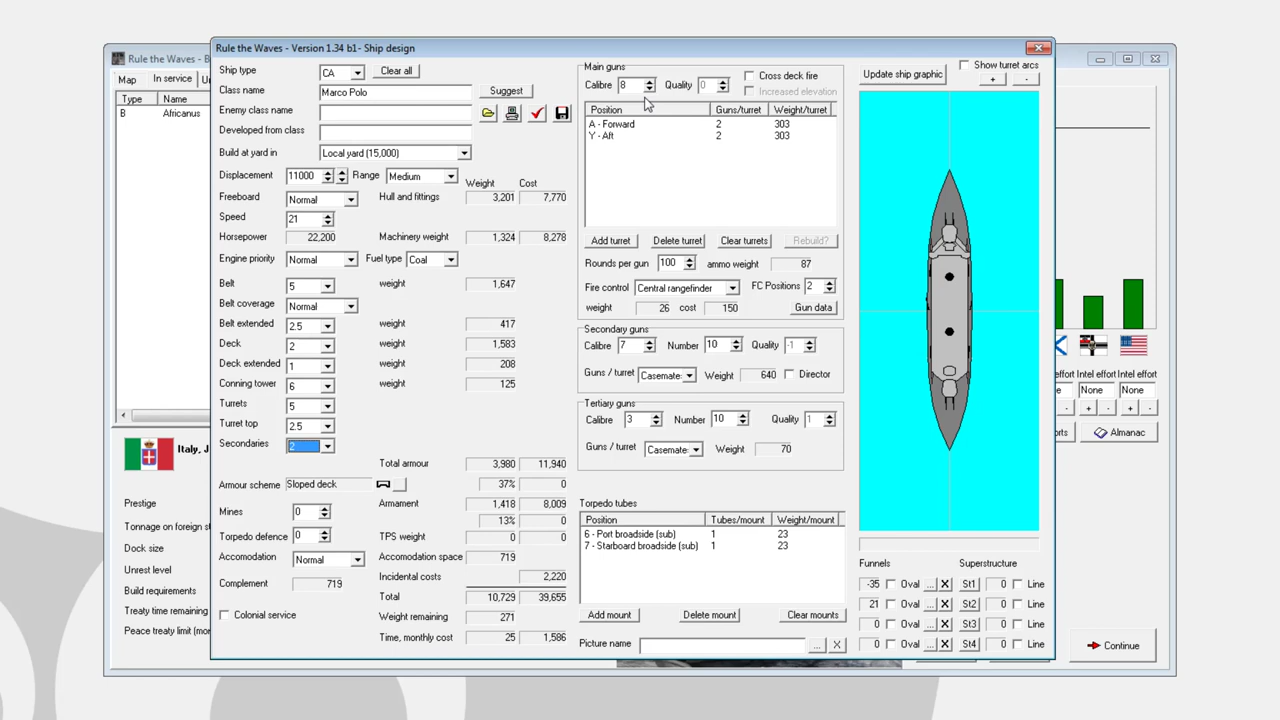 Rule the Waves - B
Rule the Waves - Version 1.34 b1- Ship design
Map
In service
U
Type
Name
B
Africanus
Ship type
CA
Clear all
Class name
Marco Polo
Suggest
Enemy class name
Developed from class
Build at yard in
Local yard (15,000)
Displacement
11000
Range
Medium
Weight
Cost
Freeboard
Normal
Hull and fittings
3,201
7,770
Speed
21
Horsepower
22,200
Machinery weight
1,324
8,278
Engine priority
Normal
Fuel type
Coal
Belt
5
weight
1,647
Belt coverage
Normal
Belt extended
2.5
weight
417
Deck
2
weight
1,583
Deck extended
1
weight
208
Conning tower
6
weight
125
Turrets
5
Turret top
2.5
Secondaries
2
Total armour
3,980
11,940
Armour scheme
Sloped deck
37%
0
Mines
0
Armament
1,418
8,009
13%
0
Torpedo defence
0
TPS weight
0
0
Accomodation
Normal
Accomodation space
719
Complement
719
Incidental costs
2,220
Total
10,729
39,655
Colonial service
Weight remaining
271
Time, monthly cost
25
1,586
Main guns
Calibre
8
Quality
0
Cross deck fire
Increased elevation
Position
Guns/turret
Weight/turret
A - Forward
2
303
Y - Aft
2
303
Add turret
Delete turret
Clear turrets
Rebuild?
Rounds per gun
100
ammo weight
87
Fire control
Central rangefinder
FC Positions
2
weight
26
cost
150
Gun data
Secondary guns
Calibre
7
Number
10
Quality
-1
Guns / turret
Casemate:
Weight
640
Director
Tertiary guns
Calibre
3
Number
10
Quality
1
Guns / turret
Casemate:
Weight
70
Torpedo tubes
Position
Tubes/mount
Weight/mount
6 - Port broadside (sub)
1
23
7 - Starboard broadside (sub)
1
23
Add mount
Delete mount
Clear mounts
Picture name
...
X
Update ship graphic
Show turret arcs
+
-
Funnels
Superstructure
-35
Oval
...
X
St1
0
Line
21
Oval
...
X
St2
0
Line
0
Oval
...
X
St3
0
Line
0
Oval
...
X
St4
0
Line
Italy, J
Prestige
Tonnage on foreign st
Dock size
Unrest level
Build requirements
Treaty time remaining
Peace treaty limit (mor
effort
Intel effort
Intel effort
None
None
-
+
-
+
-
orts
Almanac
Continue